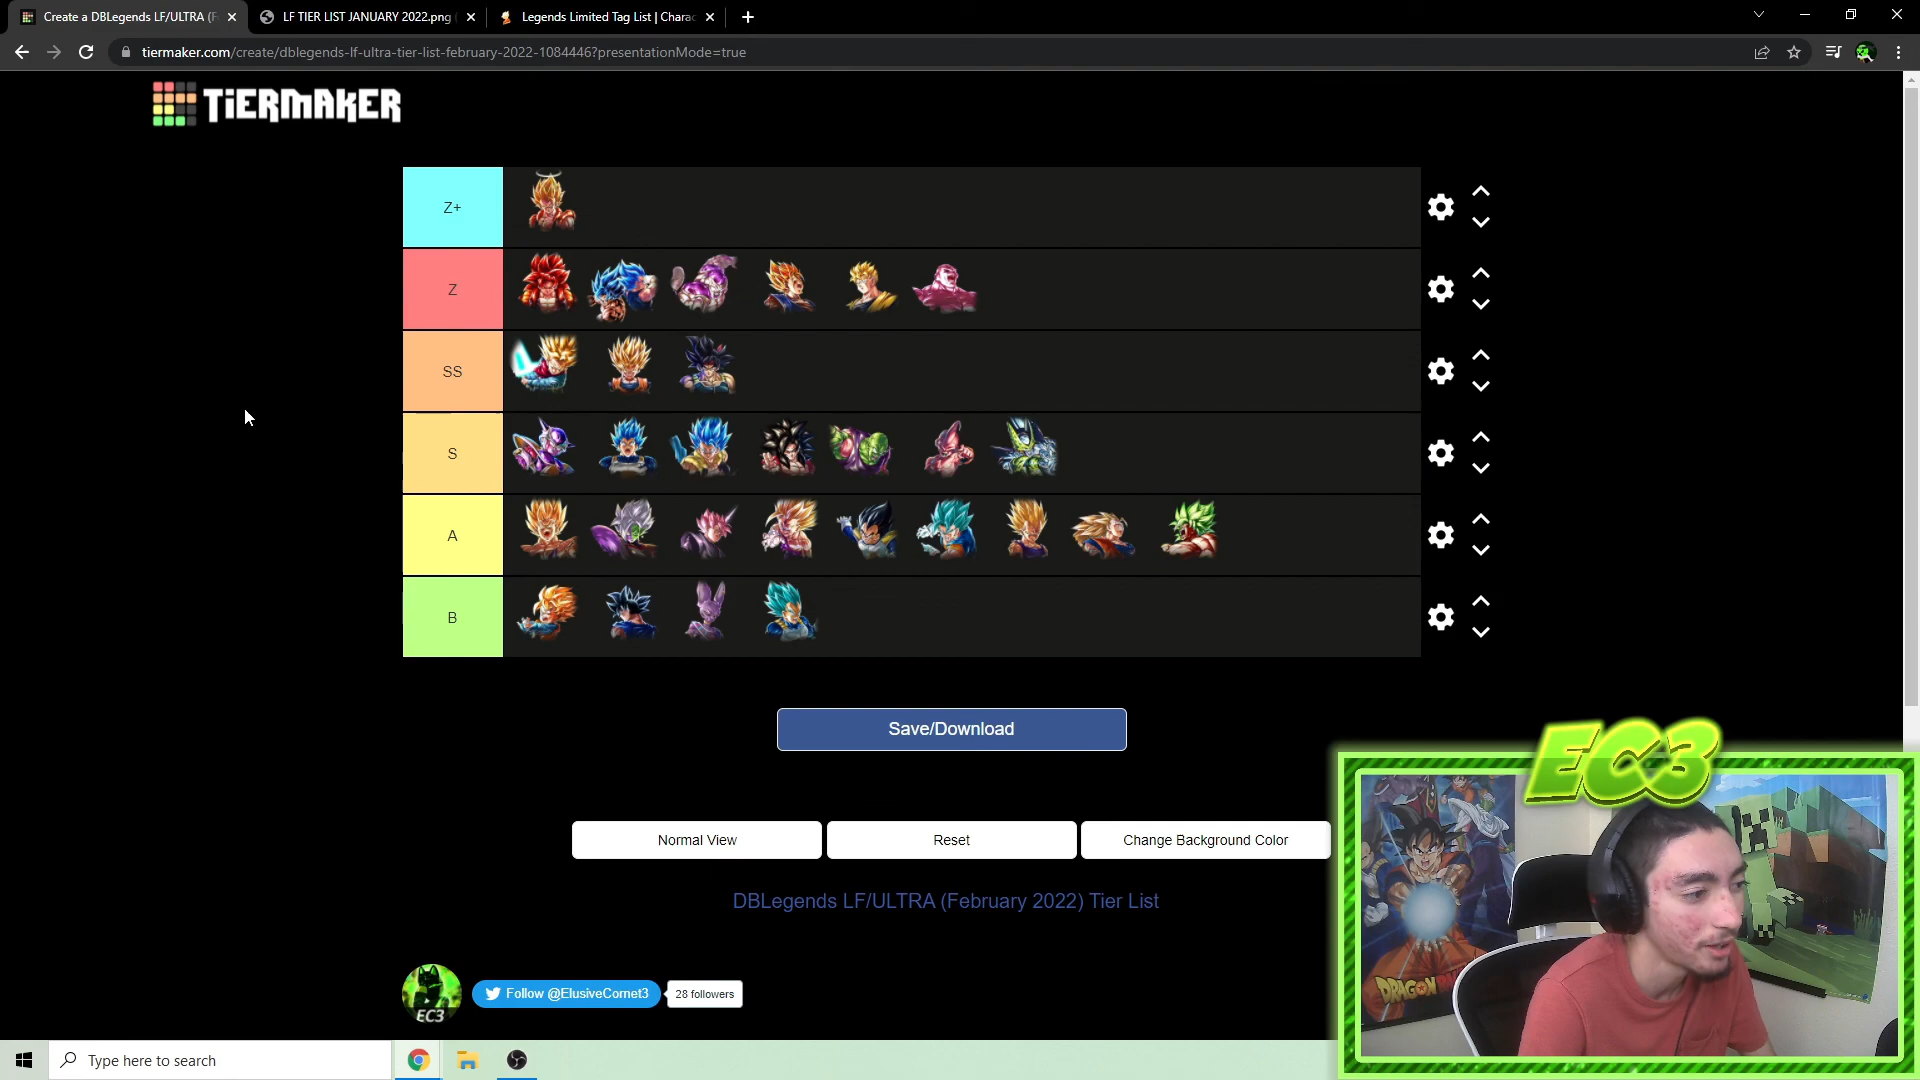 Create a DBLegends LF/ULTRA (F
LF TIER LIST JANUARY 2022.png (
Legends Limited Tag List | Charac
tiermaker.com/create/dblegends-lf-ultra-tier-list-february-2022-1084446?presentationMode=true
TiERMAKER
Z+
Z
SS
S
A
B
Save/Download
Normal View
Reset
Change Background Color
DBLegends LF/ULTRA (February 2022) Tier List
EC3
Follow @ElusiveComet3
28 followers
EC3
DRAGON
Type here to search